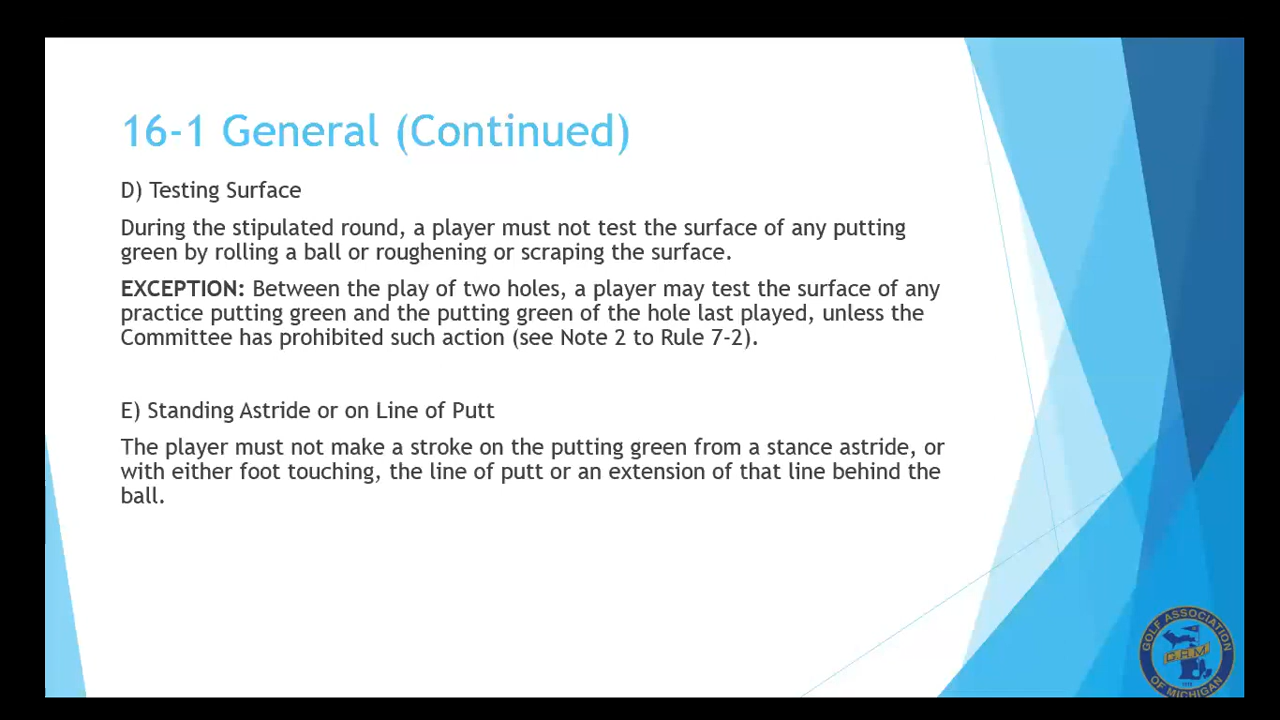 16-1 General (Continued)
D) Testing Surface
During the stipulated round, a player must not test the surface of any putting
green by rolling a ball or roughening or scraping the surface.
EXCEPTION: Between the play of two holes, a player may test the surface of any
practice putting green and the putting green of the hole last played, unless the
Committee has prohibited such action (see Note 2 to Rule 7-2).
E) Standing Astride or on Line of Putt
The player must not make a stroke on the putting green from a stance astride, or
with either foot touching, the line of putt or an extension of that line behind the
ball.
GOLF ASSOCIATION
G.A.M.
OF MICHIGAN